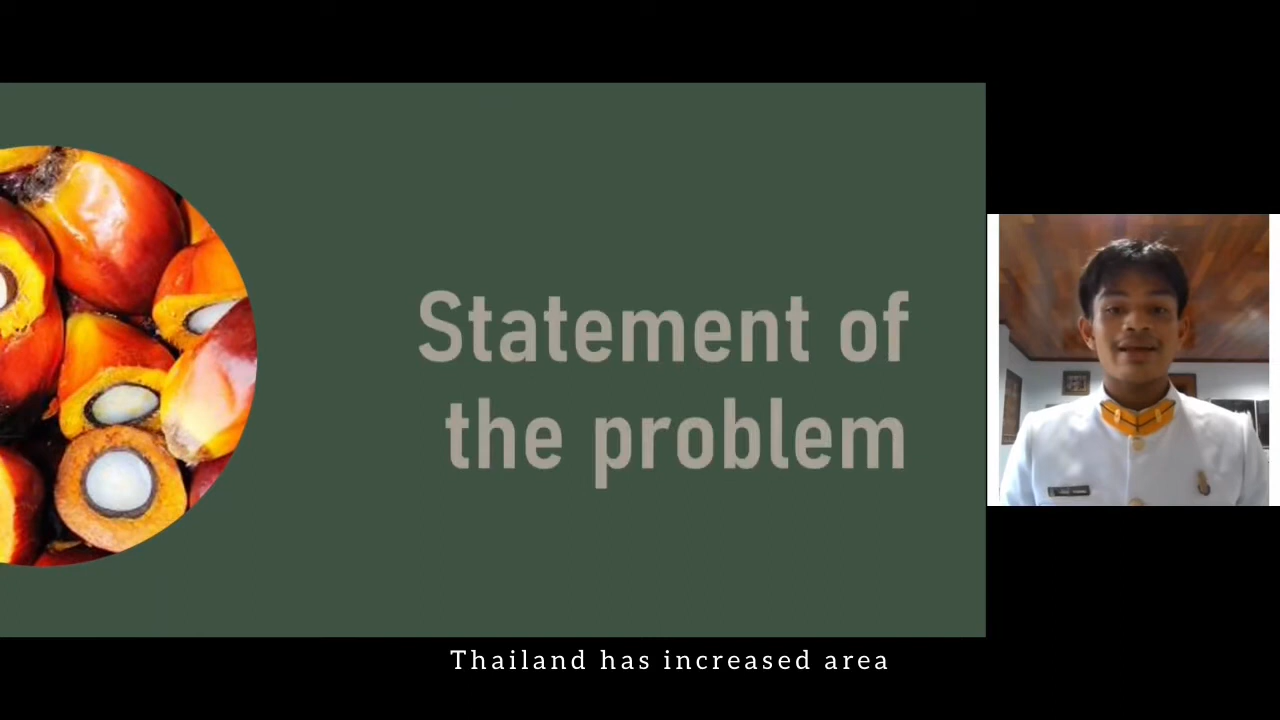 Statement of
the problem
Thailand has increased area